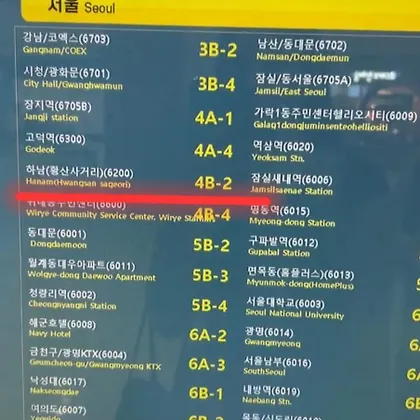 서울 Seoul
강남/코엑스(6703)
Gangnam/COEX
3B-2
시청/광화문(6701)
City Hall/Gwanghwamun
3B-4
장지역(6705B)
Jangji station
4A-1
고덕역(6300)
Godeok
4A-4
하남(황산사거리)(6200)
Hanam(Hwangsan sageori)
4B-2
Wirye Community Service Center, Wirye
4B-4
동대문(6001)
Dongdaemoon
5B-2
월계동대우아파트(6011)
Wolgye-dong Daewoo Apartment
5B-3
청량리역(6002)
Cheongnyangni Station
5B-4
해군호텔(6008)
Navy Hotel
6A-2
금천구/광명KTX(6004)
Geumcheon-gu/Gwangmyeong KTX
6A-3
낙성대(6017)
Nakseongdae
6B-1
여의도(6007)
남산/동대문(6702)
Namsan/Dongdaemun
잠실/동서울(6705A)
Jamsil/East Seoul
가락1동주민센터헬리오시티(6009)
Galag1dongjuminsenteohelliositi
역삼역(6020)
Yeoksam Stn.
잠실새내역(6006)
Jamsilsaenae Station
명동역(6015)
Myeong-dong Station
구파발역(6012)
Gupabal Station
면목동(홈플러스)(6013)
Myunmok-dong(HomePlus)
서울대학교(6003)
Seoul National University
광명(6014)
Gwangmyeong
서울남부(6016)
SouthSeoul
내방역(6019)
Naebang Stn.